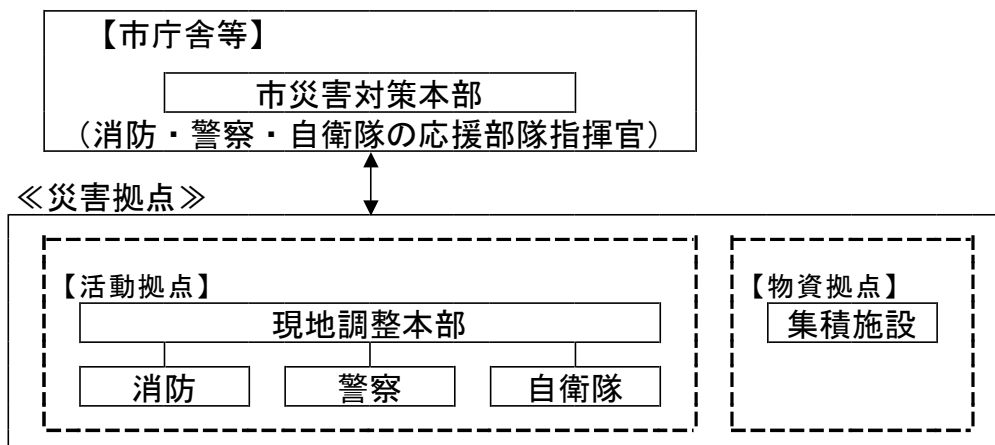 【市庁舎等】
市災害対策本部
（消防・警察・自衛隊の応援部隊指揮官）
≪災害拠点≫
【活動拠点】
現地調整本部
消防
警察
自衛隊
【物資拠点】
集積施設